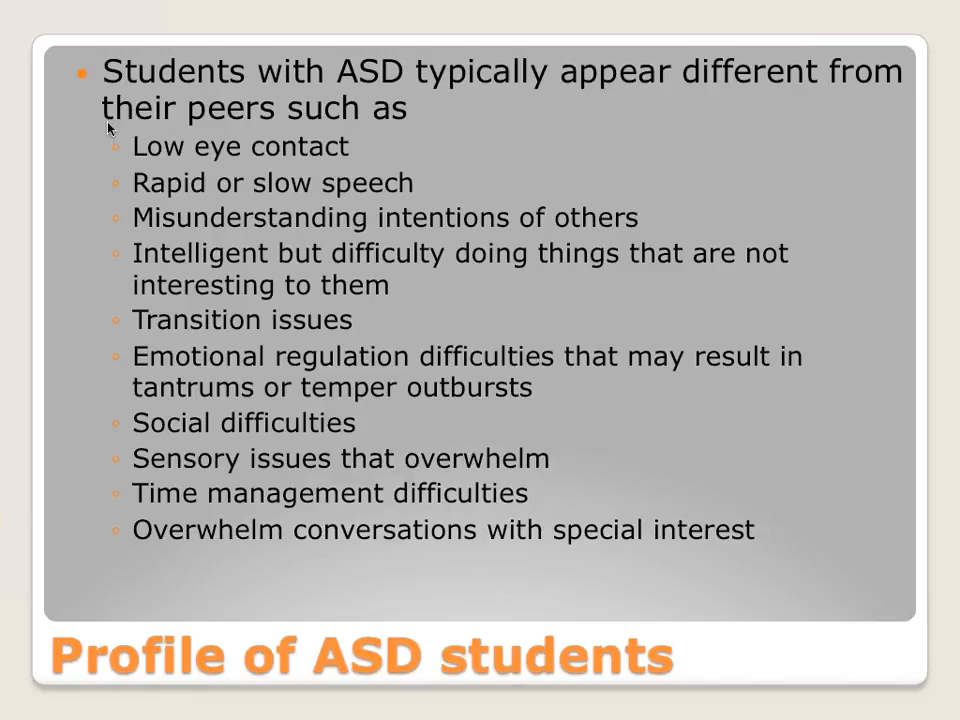 Students with ASD typically appear different from
their peers such as
Low eye contact
Rapid or slow speech
Misunderstanding intentions of others
Intelligent but difficulty doing things that are not
interesting to them
Transition issues
Emotional regulation difficulties that may result in
tantrums or temper outbursts
Social difficulties
Sensory issues that overwhelm
Time management difficulties
Overwhelm conversations with special interest
Profile of ASD students